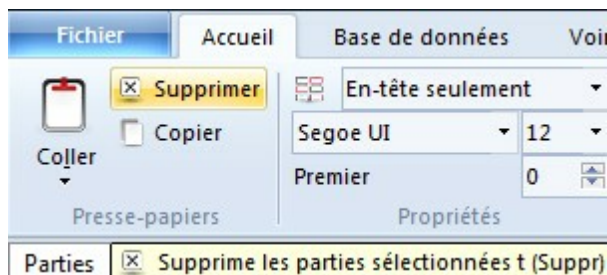 Fichier Accueil Base de données Voir
Supprimer En-tête seulement
Copier Segoe UI 12
Coller Premier 0
Presse-papiers Propriétés
Parties Supprime les parties sélectionnées t (Suppr)